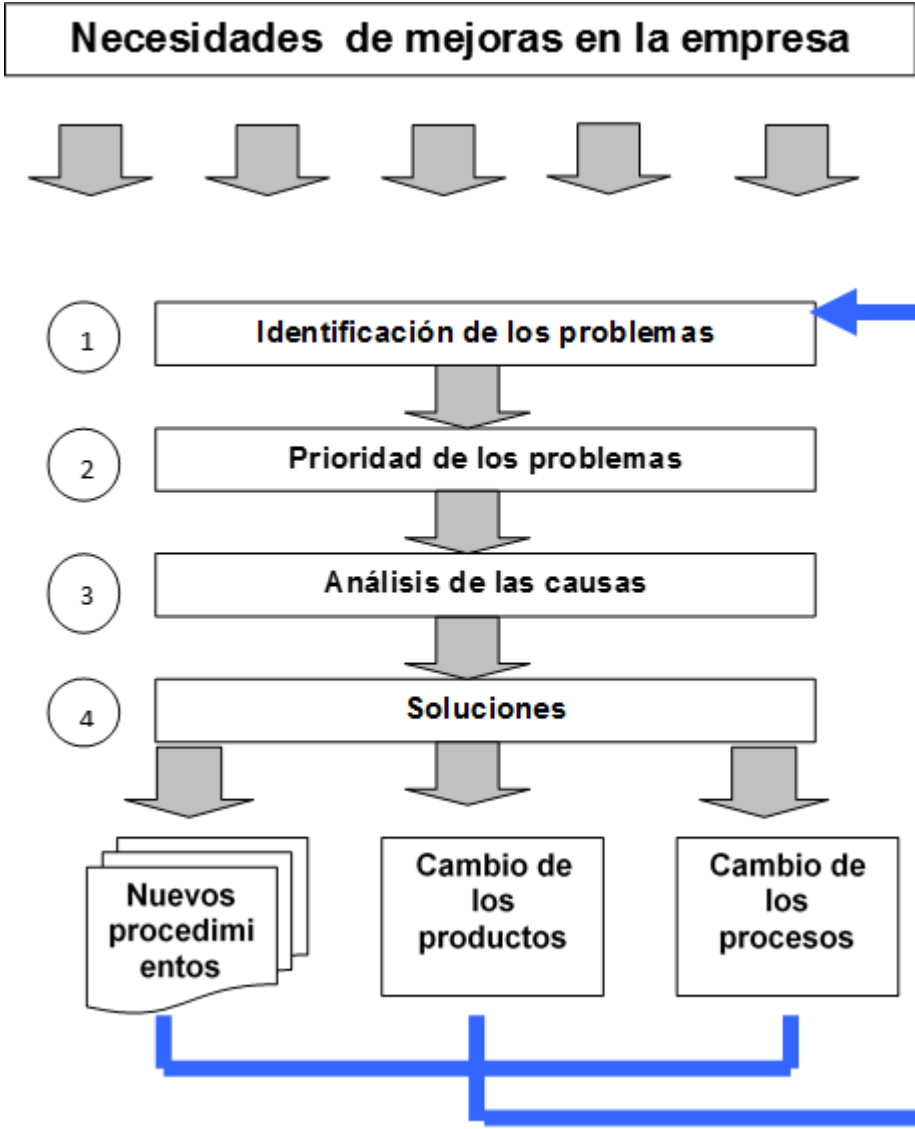 Necesidades de mejoras en la empresa
1
Identificación de los problemas
2
Prioridad de los problemas
3
Análisis de las causas
4
Soluciones
Nuevos
procedimi
entos
Cambio de
los
productos
Cambio de
los
procesos